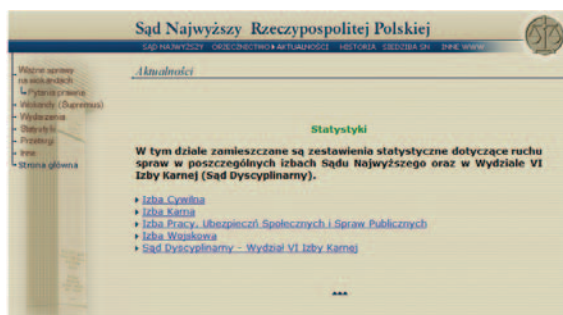 Sąd Najwyższy Rzeczypospolitej Polskiej
SĄD NAJWYŻSZY ORZECZNICTWO AKTUALNOŚCI HISTORIA SIEDZIBA SN INNE WWW
Aktualności
Ważne sprawy
na wokandach
Pytania prawne
Wokandy (Supremus)
Wydarzenia
Statystyki
Przetargi
Inne
Strona główna
Statystyki
W tym dziale zamieszczane są zestawienia statystyczne dotyczące ruchu
spraw w poszczególnych izbach Sądu Najwyższego oraz w Wydziale VI
Izby Karnej (Sąd Dyscyplinarny).
Izba Cywilna
Izba Karna
Izba Pracy, Ubezpieczń Społecznych i Spraw Publicznych
Izba Wojskowa
Sąd Dyscyplinarny - Wydział VI Izby Karnej